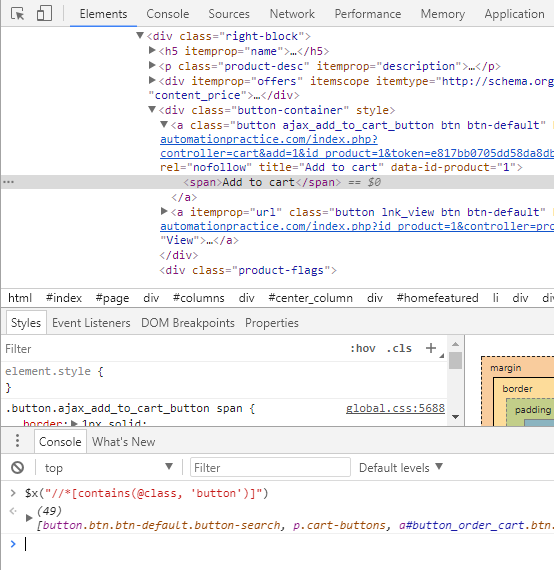 Elements Console Sources Network Performance Memory Application
▼<div class="right-block">
▶<h5 itemprop="name">…</h5>
▶<p class="product-desc" itemprop="description">…</p>
▶<div itemprop="offers" itemscope itemtype="http://schema.org
"content_price">…</div>
▼<div class="button-container" style>
▼<a class="button ajax_add_to_cart_button btn btn-default"
automationpractice.com/index.php?
controller=cart&add=1&id_product=1&token=e817bb0705dd58da8db
rel="nofollow" title="Add to cart" data-id-product="1">
<span>Add to cart</span> == $0
</a>
▶<a itemprop="url" class="button lnk_view btn btn-default"
automationpractice.com/index.php?id_product=1&controller=pro
"View">…</a>
</div>
<div class="product-flags">
html #index #page div #columns div #center_column div #homefeatured li div div
Styles Event Listeners DOM Breakpoints Properties
Filter :hov .cls +
element.style {
}
.button.ajax_add_to_cart_button span { global.css:5688
border:▶1px solid;
margin
border
padding
Console What's New
top ▼ Filter Default levels ▼
$x("//*[contains(@class, 'button')]")
(49)
[button.btn.btn-default.button-search, p.cart-buttons, a#button_order_cart.btn.